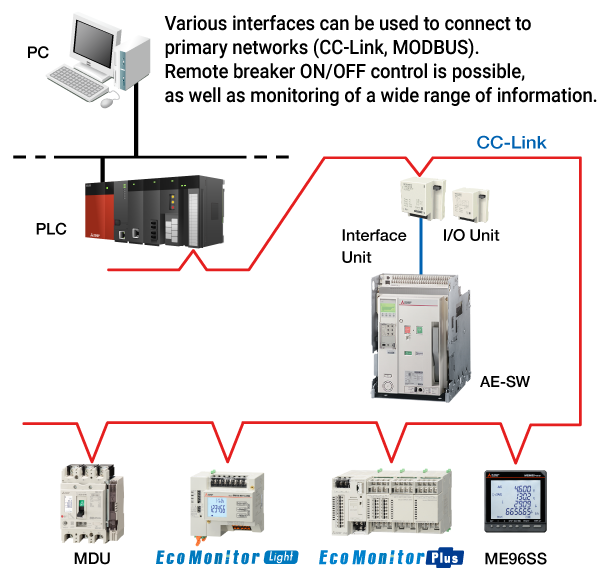 Various interfaces can be used to connect to
primary networks (CC-Link, MODBUS).
Remote breaker ON/OFF control is possible,
as well as monitoring of a wide range of information.
PC
CC-Link
PLC
Interface
Unit
I/O Unit
AE-SW
MDU
EcoMonitor Light
EcoMonitor Plus
ME96SS